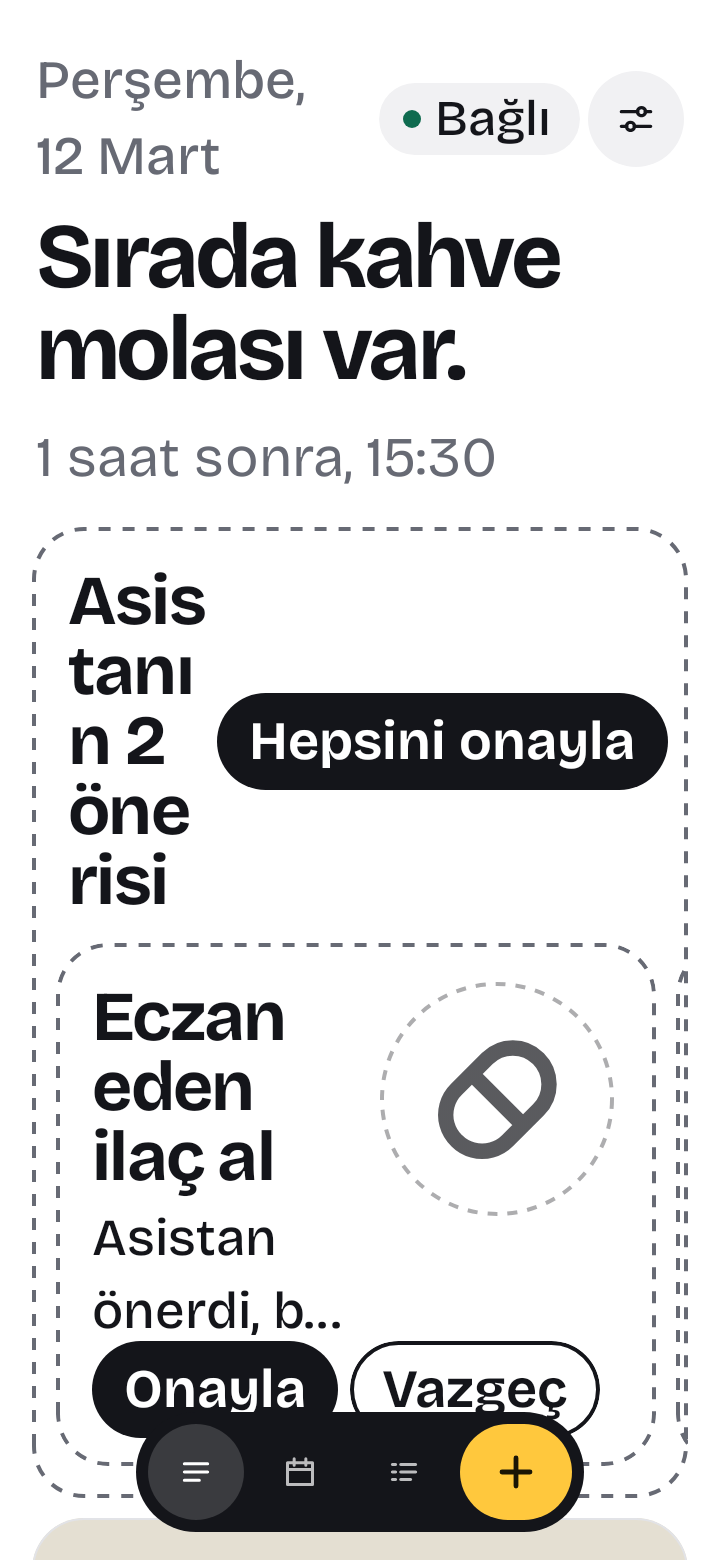 Perşembe,
12 Mart
Bağlı
Sırada kahve
molası var.
1 saat sonra, 15:30
Asis
tanı
n 2
öne
risi
Hepsini onayla
Eczan
eden
ilaç al
Asistan
önerdi, b...
Onayla
Vazgeç